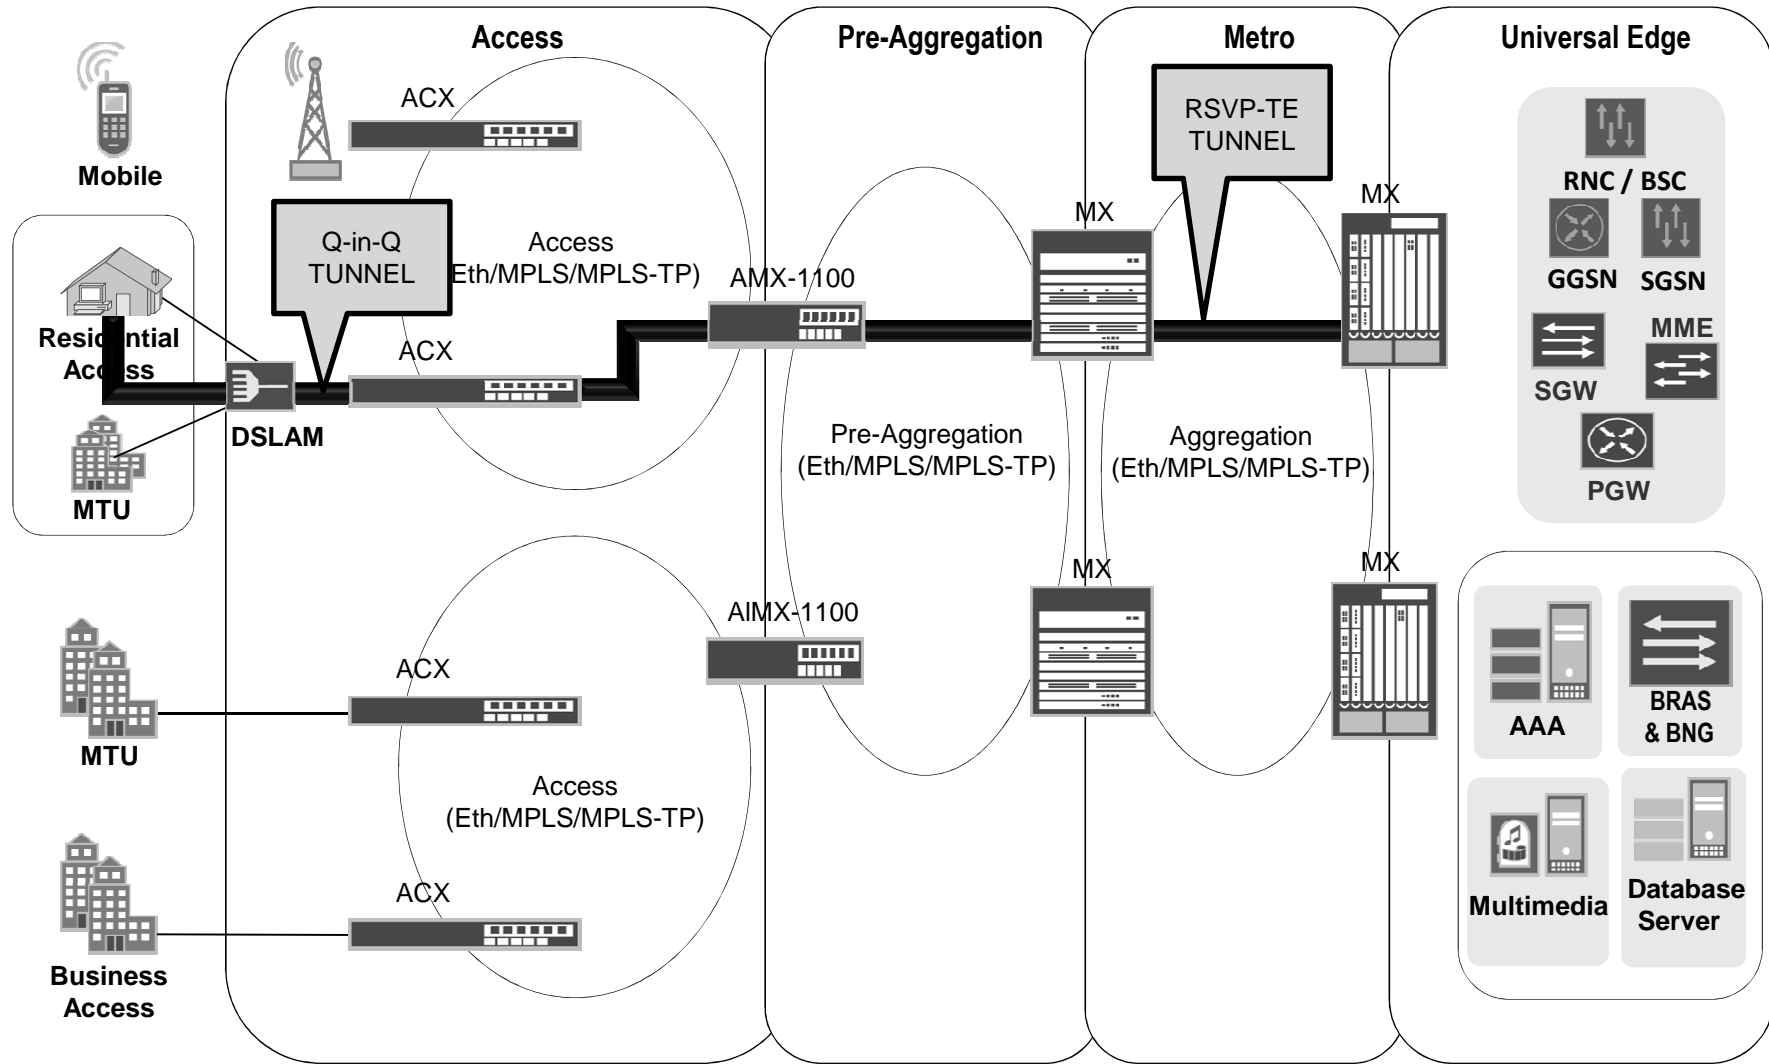 Access
Pre-Aggregation
Metro
Universal Edge
Mobile
ACX
RSVP-TE
TUNNEL
RNC / BSC
GGSN
SGSN
MME
SGW
PGW
Q-in-Q
TUNNEL
Access
Eth/MPLS/MPLS-TP)
AMX-1100
MX
MX
Residential
Access
ACX
DSLAM
MTU
Pre-Aggregation
(Eth/MPLS/MPLS-TP)
Aggregation
(Eth/MPLS/MPLS-TP)
MX
MX
AIMX-1100
ACX
MTU
Access
(Eth/MPLS/MPLS-TP)
ACX
Business
Access
AAA
BRAS
& BNG
Multimedia
Database
Server